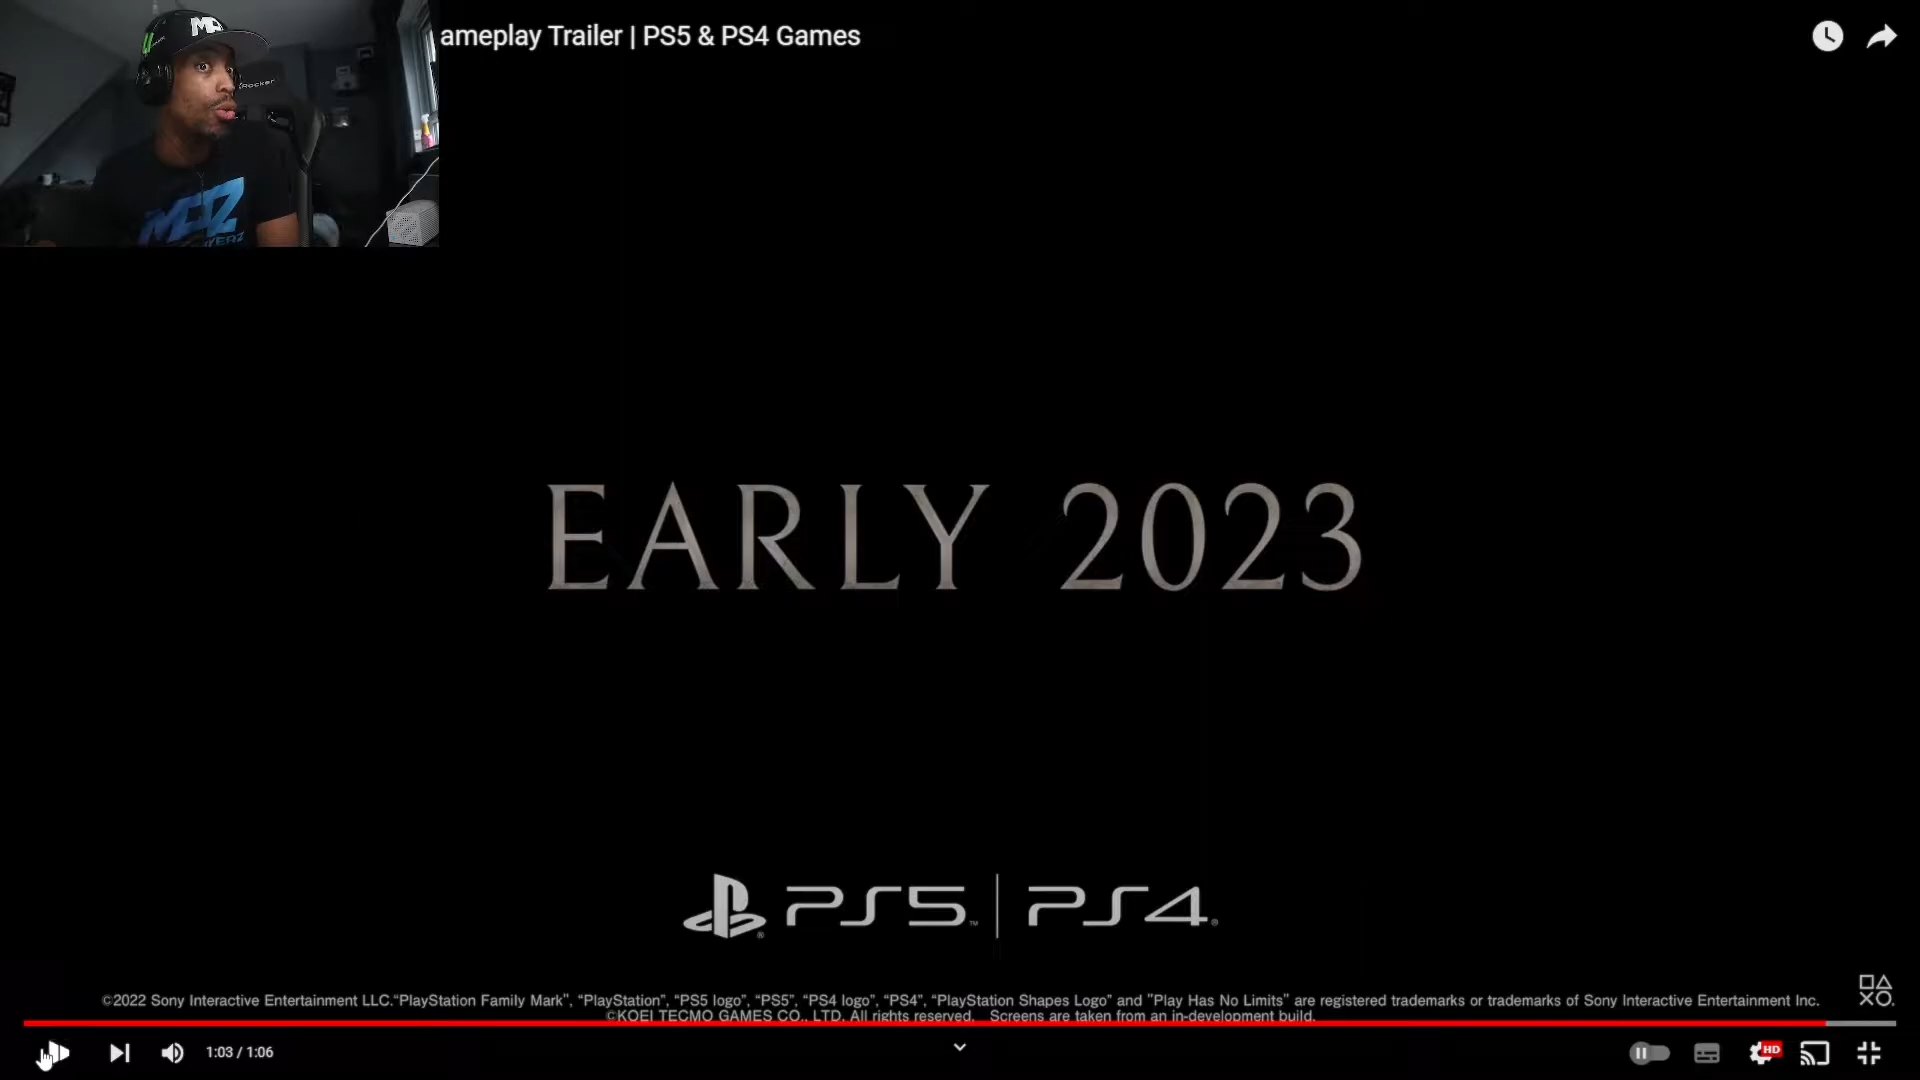 ameplay Trailer | PS5 & PS4 Games
Rocker
EARLY 2023
PS5™ | PS4®
©2022 Sony Interactive Entertainment LLC."PlayStation Family Mark", "PlayStation", "PS5 logo", "PS5", "PS4 logo", "PS4", "PlayStation Shapes Logo" and "Play Has No Limits" are registered trademarks or trademarks of Sony Interactive Entertainment Inc.
©KOEI TECMO GAMES CO., LTD. All rights reserved. Screens are taken from an in-development build.
1:03 / 1:06
HD